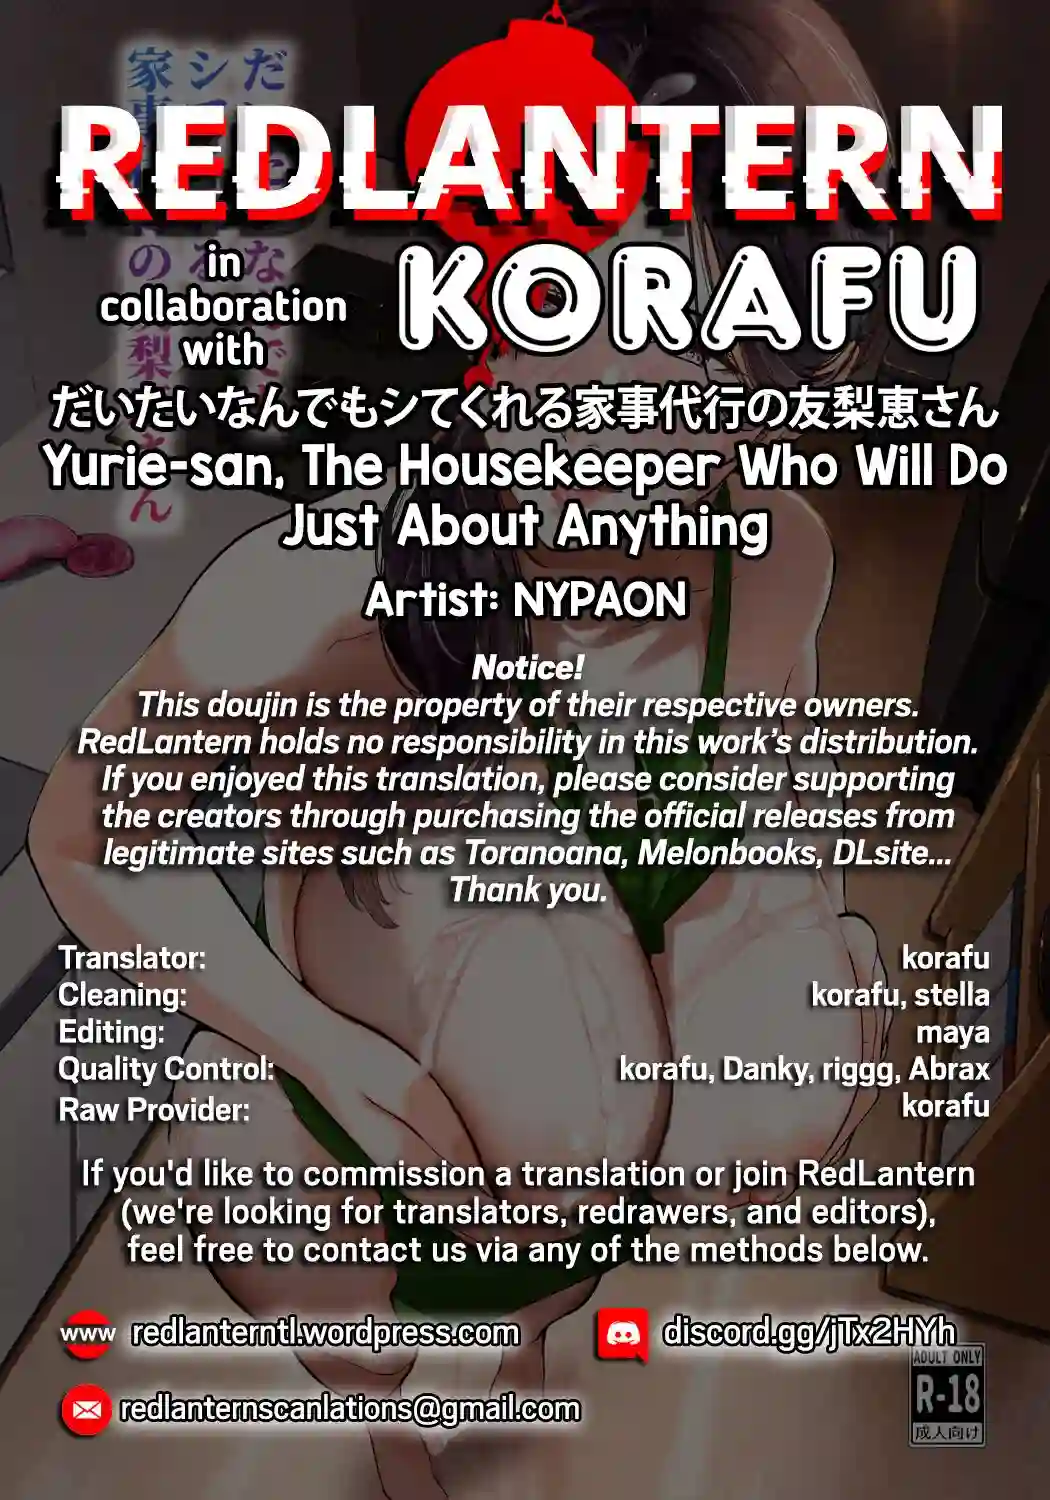 REDLANTERN
in
collaboration
with
KORAFU
だいたいなんでもシてくれる家事代行の友梨恵さん
Yurie-san, The Housekeeper Who Will Do
Just About Anything
Artist: NYPAON
Notice!
This doujin is the property of their respective owners.
RedLantern holds no responsibility in this work’s distribution.
If you enjoyed this translation, please consider supporting
the creators through purchasing the official releases from
legitimate sites such as Toranoana, Melonbooks, DLsite...
Thank you.
Translator: korafu
Cleaning: korafu, stella
Editing: maya
Quality Control: korafu, Danky, riggg, Abrax
Raw Provider: korafu
If you'd like to commission a translation or join RedLantern
(we're looking for translators, redrawers, and editors),
feel free to contact us via any of the methods below.
www redlanterntl.wordpress.com
discord.gg/jTx2HYh
redlanternscanlations@gmail.com
ADULT ONLY
R-18
成人向け